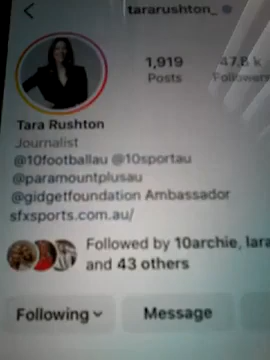 tararushton_
1,919
47.8 k
Posts
Followers
Tara Rushton
Journalist
@10footballau @10sportau
@paramountplusau
@gidgetfoundation Ambassador
sfxsports.com.au/
Followed by 10archie, lara
and 43 others
Following
Message